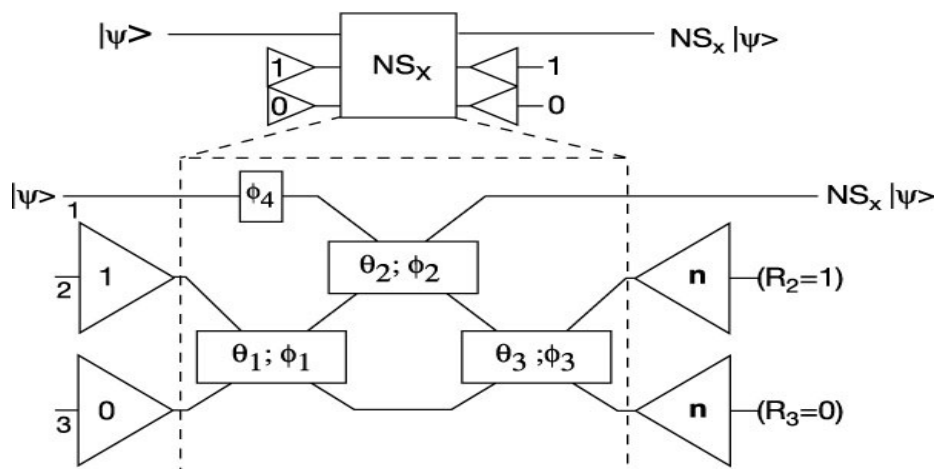 |ψ> NSₓ|ψ>
1 NSₓ 1
0 0
|ψ> 1 ϕ₄ NSₓ|ψ>
θ₂; ϕ₂
2 1 n (R₂=1)
θ₁; ϕ₁ θ₃ ;ϕ₃
3 0 n (R₃=0)